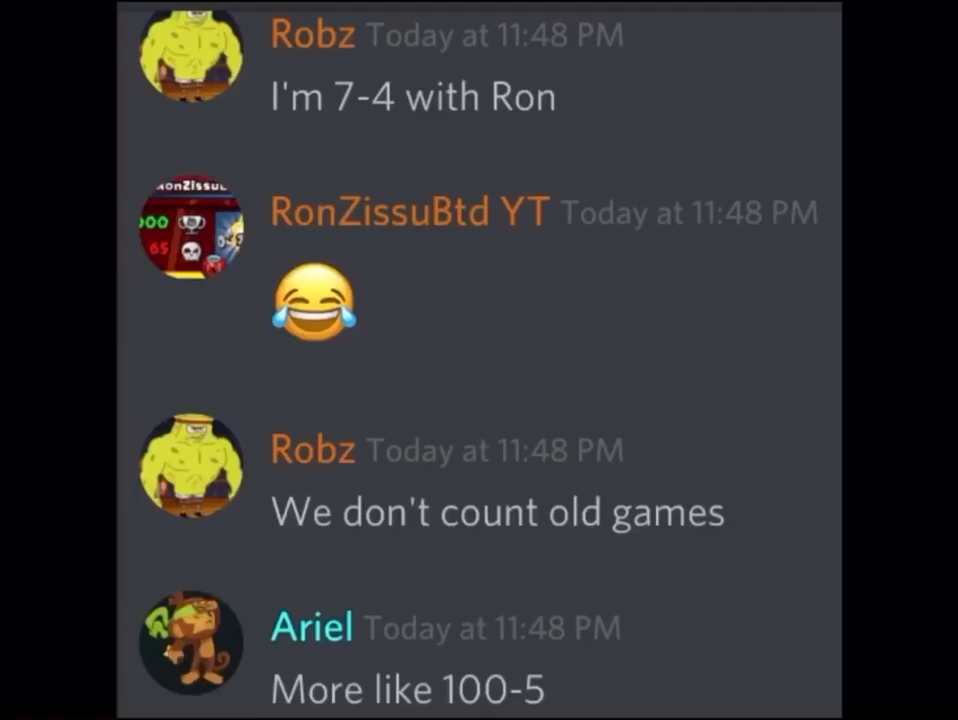 Robz Today at 11:48 PM
I'm 7-4 with Ron
RonZissuBtd YT Today at 11:48 PM
😂
Robz Today at 11:48 PM
We don't count old games
Ariel Today at 11:48 PM
More like 100-5